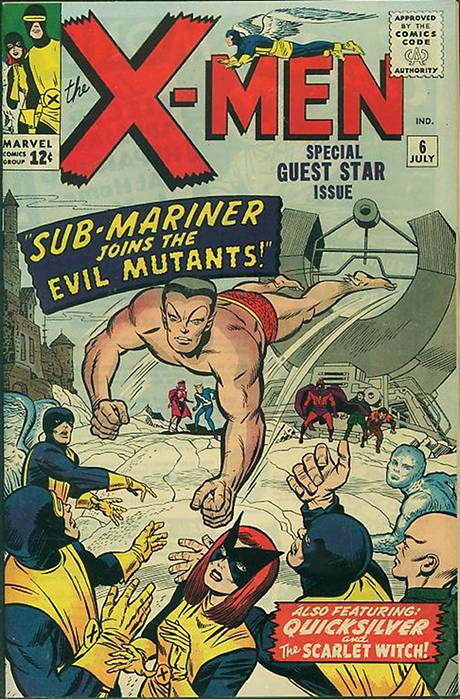 the X-MEN
APPROVED
BY THE
COMICS
CODE
CA
AUTHORITY
MARVEL
COMICS
GROUP 12¢
IND.
6
JULY
SPECIAL
GUEST STAR
ISSUE
"SUB-MARINER
JOINS THE
EVIL MUTANTS!"
ALSO FEATURING:
QUICKSILVER
and
The SCARLET WITCH!